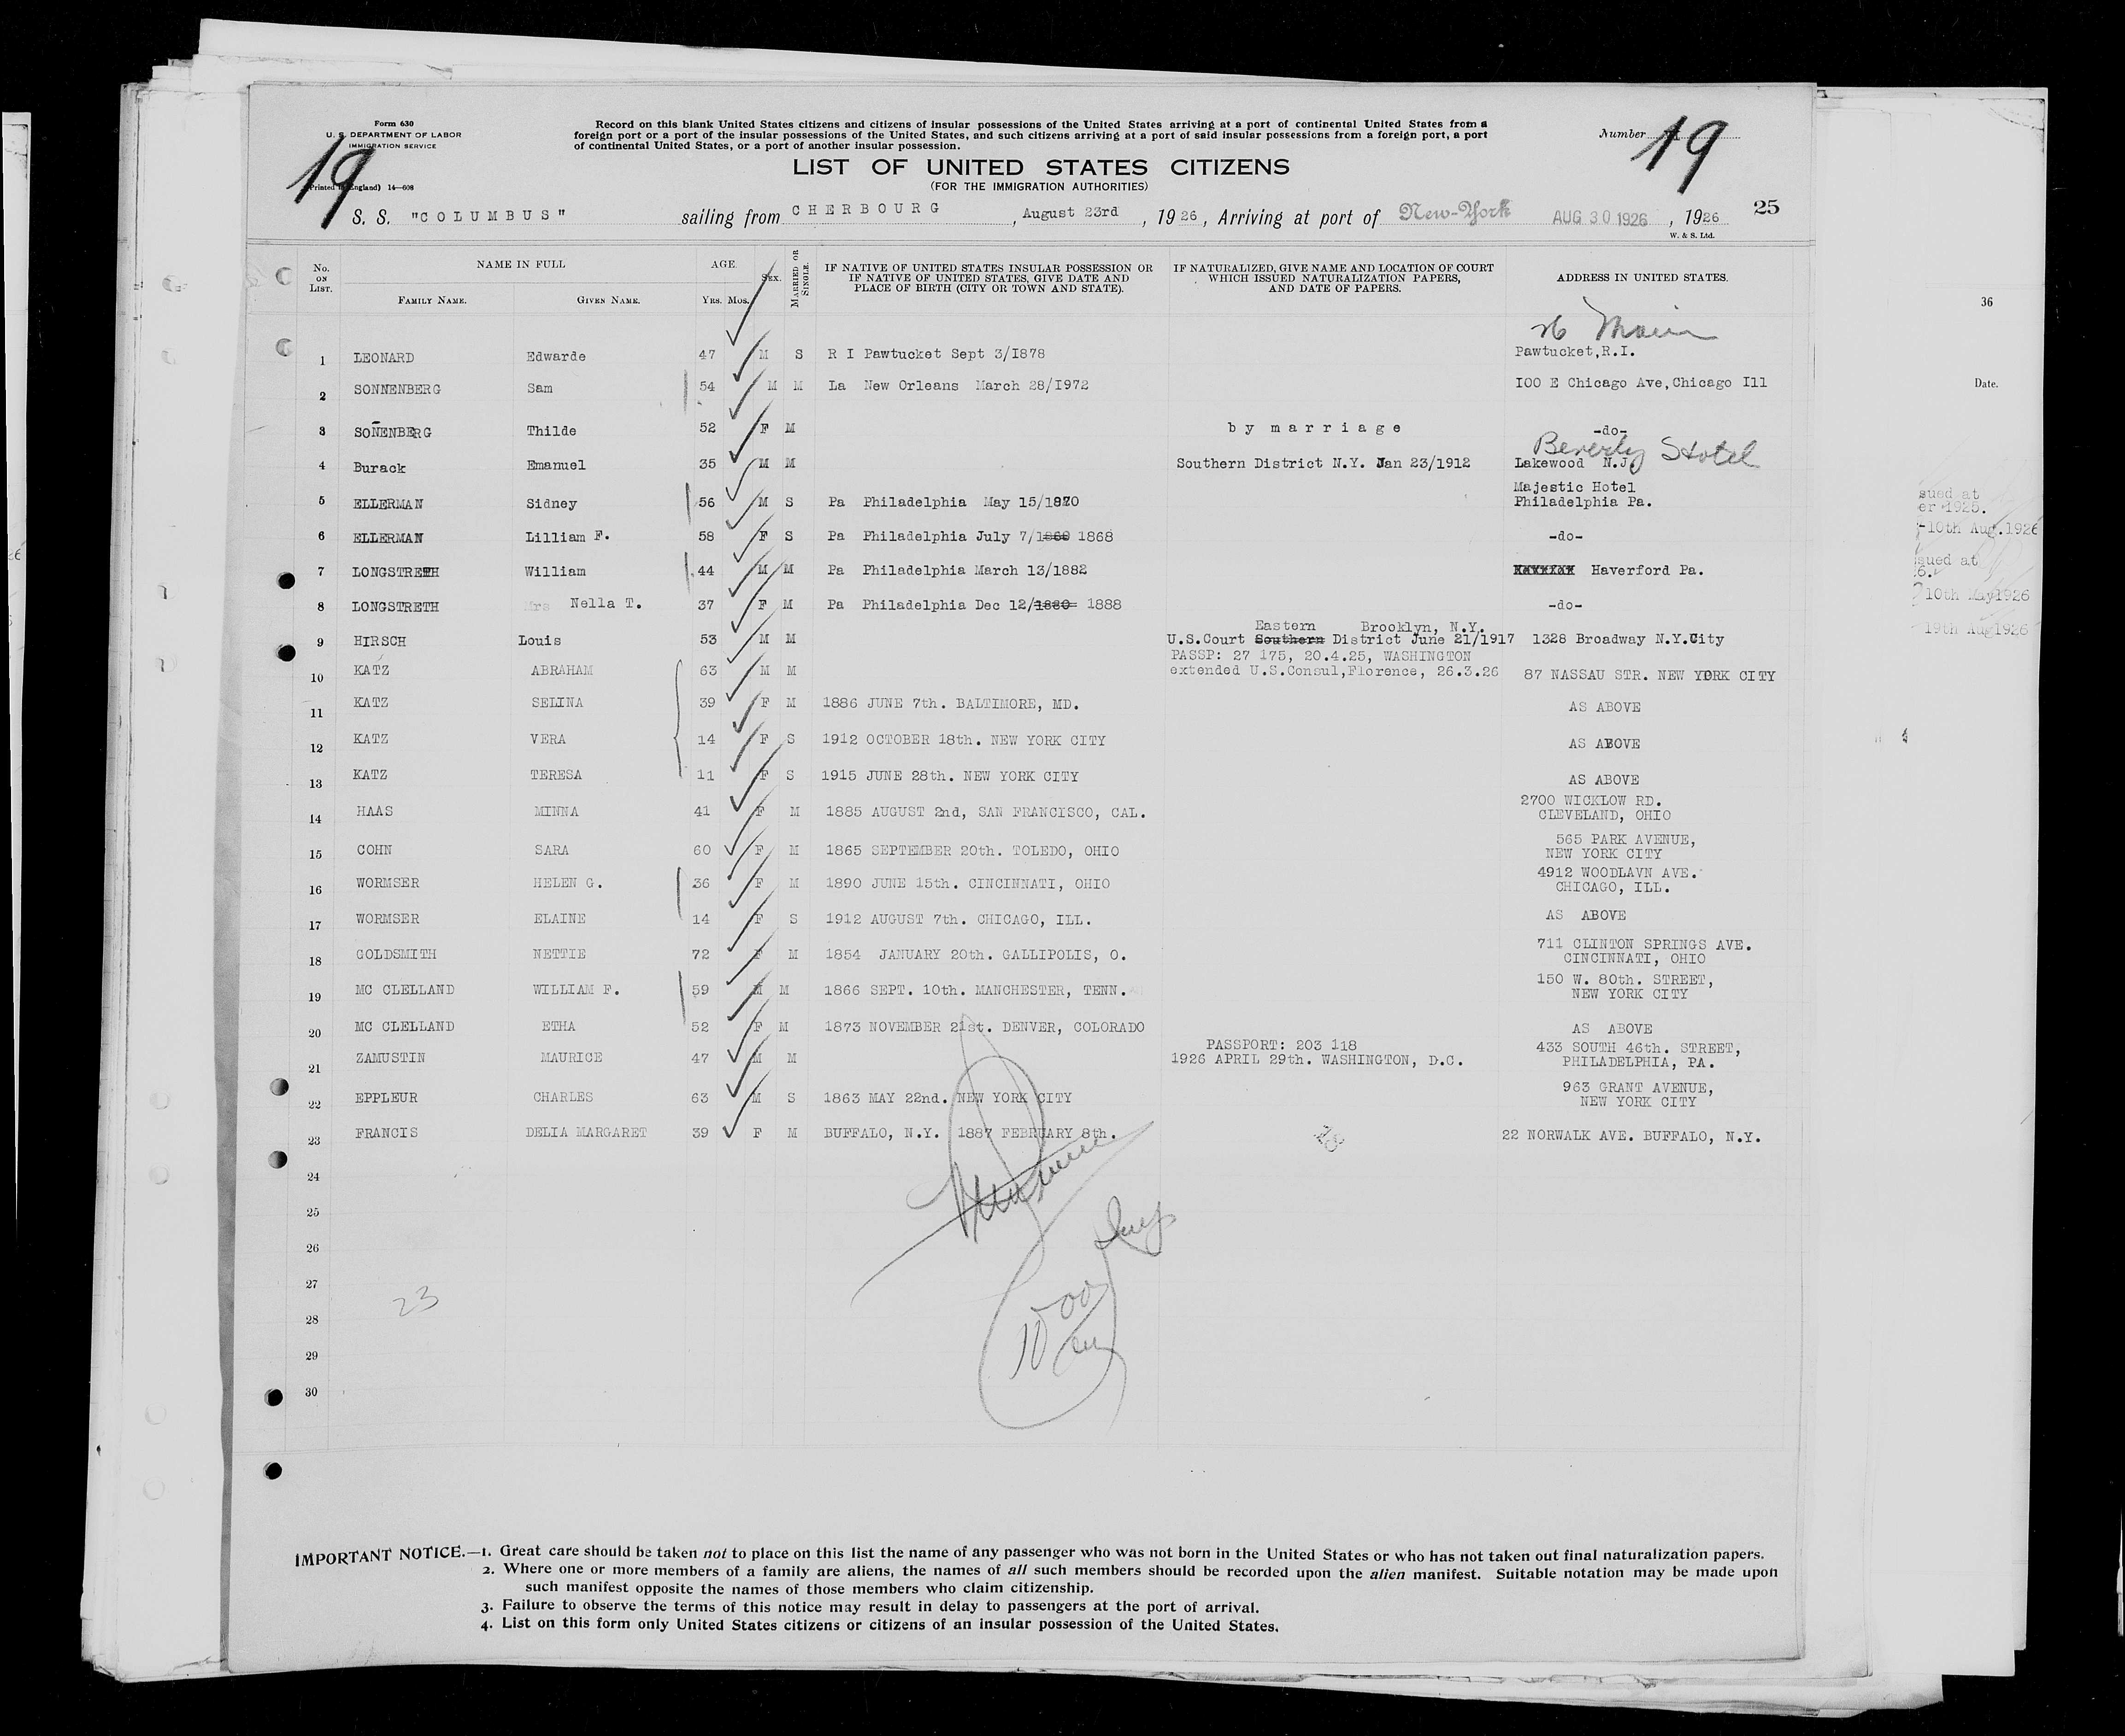 Form 630
U. S. DEPARTMENT OF LABOR
IMMIGRATION SERVICE
(Printed in England) 14—608
19
Record on this blank United States citizens and citizens of insular possessions of the United States arriving at a port of continental United States from a
foreign port or a port of the insular possessions of the United States, and such citizens arriving at a port of said insular possessions from a foreign port, a port
of continental United States, or a port of another insular possession.
Number 19
LIST OF UNITED STATES CITIZENS
(FOR THE IMMIGRATION AUTHORITIES)
S. S. "COLUMBUS" sailing from CHERBOURG, August 23rd, 1926, Arriving at port of New-York AUG 30 1926, 1926 25
W. & S. Ltd.
No. ON LIST. NAME IN FULL AGE. SEX. MARRIED OR SINGLE. IF NATIVE OF UNITED STATES INSULAR POSSESSION OR IF NATIVE OF UNITED STATES, GIVE DATE AND PLACE OF BIRTH (CITY OR TOWN AND STATE). IF NATURALIZED, GIVE NAME AND LOCATION OF COURT WHICH ISSUED NATURALIZATION PAPERS, AND DATE OF PAPERS. ADDRESS IN UNITED STATES.
FAMILY NAME. GIVEN NAME. YRS. MOS.
Main
1 LEONARD Edwarde 47 M S R I Pawtucket Sept 3/I878 Pawtucket,R.I.
2 SONNENBERG Sam 54 M M La New Orleans March 28/I972 I00 E Chicago Ave,Chicago Ill
3 SOÑENBERG Thilde 52 F M by marriage -do-
Beverly Hotel
4 Burack Emanuel 35 M M Southern District N.Y. Jan 23/1912 Lakewood N.J
Majestic Hotel
5 ELLERMAN Sidney 56 M S Pa Philadelphia May 15/1870 Philadelphia Pa.
6 ELLERMAN Lilliam F. 58 F S Pa Philadelphia July 7/1868 1868 -do-
7 LONGSTRETH William 44 M M Pa Philadelphia March 13/1882 XXXXXXX Haverford Pa.
8 LONGSTRETH Mrs Nella T. 37 F M Pa Philadelphia Dec 12/1880 1888 -do-
Eastern Brooklyn, N.Y.
9 HIRSCH Louis 53 M M U.S.Court Southern District June 21/1917 1328 Broadway N.Y.City
PASSP: 27 175, 20.4.25, WASHINGTON
10 KATZ ABRAHAM 63 M M extended U.S.Consul,Florence, 26.3.26 87 NASSAU STR. NEW YORK CITY
11 KATZ SELINA 39 F M 1886 JUNE 7th. BALTIMORE, MD. AS ABOVE
12 KATZ VERA 14 F S 1912 OCTOBER 18th. NEW YORK CITY AS ABOVE
13 KATZ TERESA 11 F S 1915 JUNE 28th. NEW YORK CITY AS ABOVE
14 HAAS MINNA 41 F M 1885 AUGUST 2nd, SAN FRANCISCO, CAL. 2700 WICKLOW RD.
CLEVELAND, OHIO
15 COHN SARA 60 F M 1865 SEPTEMBER 20th. TOLEDO, OHIO 565 PARK AVENUE,
NEW YORK CITY
16 WORMSER HELEN G. 36 F M 1890 JUNE 15th. CINCINNATI, OHIO 4912 WOODLAVN AVE.
CHICAGO, ILL.
17 WORMSER ELAINE 14 F S 1912 AUGUST 7th. CHICAGO, ILL. AS ABOVE
18 GOLDSMITH NETTIE 72 F M 1854 JANUARY 20th. GALLIPOLIS, O. 711 CLINTON SPRINGS AVE.
CINCINNATI, OHIO
19 MC CLELLAND WILLIAM F. 59 M M 1866 SEPT. 10th. MANCHESTER, TENN. 150 W. 80th. STREET,
NEW YORK CITY
20 MC CLELLAND ETHA 52 F M 1873 NOVEMBER 21st. DENVER, COLORADO AS ABOVE
PASSPORT: 203 118
21 ZAMUSTIN MAURICE 47 M M 1926 APRIL 29th. WASHINGTON, D.C. 433 SOUTH 46th. STREET,
PHILADELPHIA, PA.
22 EPPLEUR CHARLES 63 M S 1863 MAY 22nd. NEW YORK CITY 963 GRANT AVENUE,
NEW YORK CITY
23 FRANCIS DELIA MARGARET 39 F M BUFFALO, N.Y. 1887 FEBRUARY 8th. 22 NORWALK AVE. BUFFALO, N.Y.
24
25
26
27
23
28
29
30
IMPORTANT NOTICE.—1. Great care should be taken not to place on this list the name of any passenger who was not born in the United States or who has not taken out final naturalization papers.
2. Where one or more members of a family are aliens, the names of all such members should be recorded upon the alien manifest. Suitable notation may be made upon
such manifest opposite the names of those members who claim citizenship.
3. Failure to observe the terms of this notice may result in delay to passengers at the port of arrival.
4. List on this form only United States citizens or citizens of an insular possession of the United States.
36
Date.
sued at
er 1925.
10th Aug.1926
sued at
6.
10th May1926
19th Aug1926